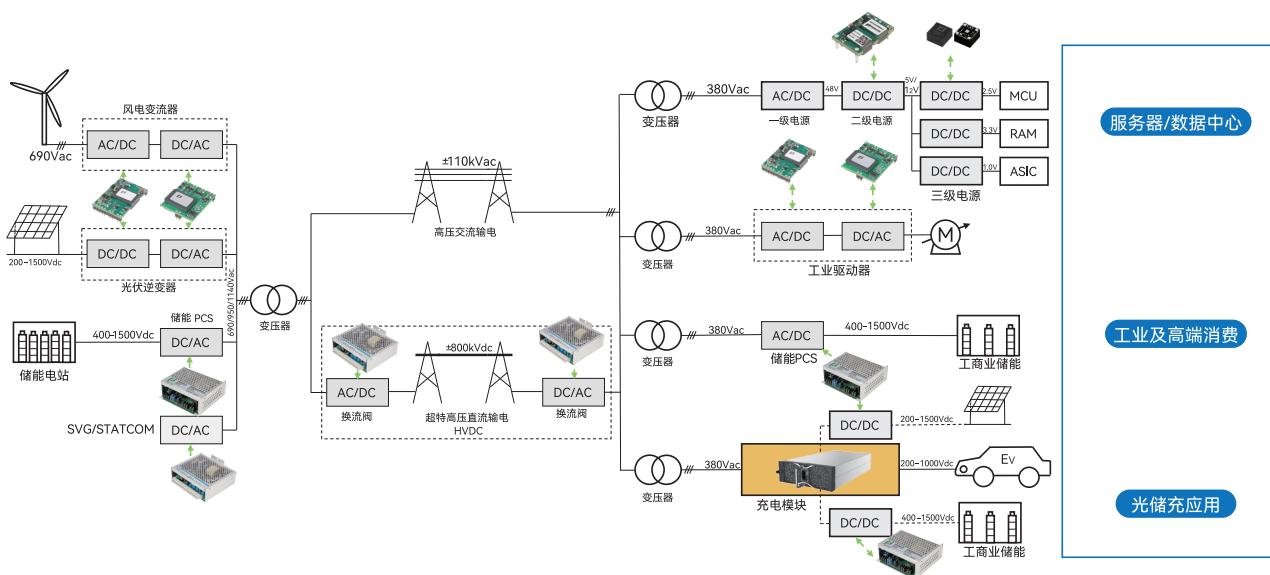 风电变流器
AC/DC
DC/AC
690Vac
200-1500Vdc
DC/DC
DC/AC
光伏逆变器
690/950/1140Vac
储能 PCS
400-1500Vdc
DC/AC
储能电站
SVG/STATCOM
DC/AC
变压器
±110kVac
高压交流输电
±800kVdc
AC/DC
DC/AC
换流阀
超特高压直流输电
HVDC
换流阀
变压器
380Vac
AC/DC
48V
DC/DC
5V/
12V
DC/DC
2.5V
MCU
一级电源
二级电源
DC/DC
3.3V
RAM
DC/DC
1.0V
ASIC
三级电源
变压器
380Vac
AC/DC
DC/AC
M
工业驱动器
变压器
380Vac
AC/DC
400-1500Vdc
储能PCS
工商业储能
DC/DC
200-1500Vdc
变压器
380Vac
充电模块
200-1000Vdc
Ev
DC/DC
400-1500Vdc
工商业储能
服务器/数据中心
工业及高端消费
光储充应用